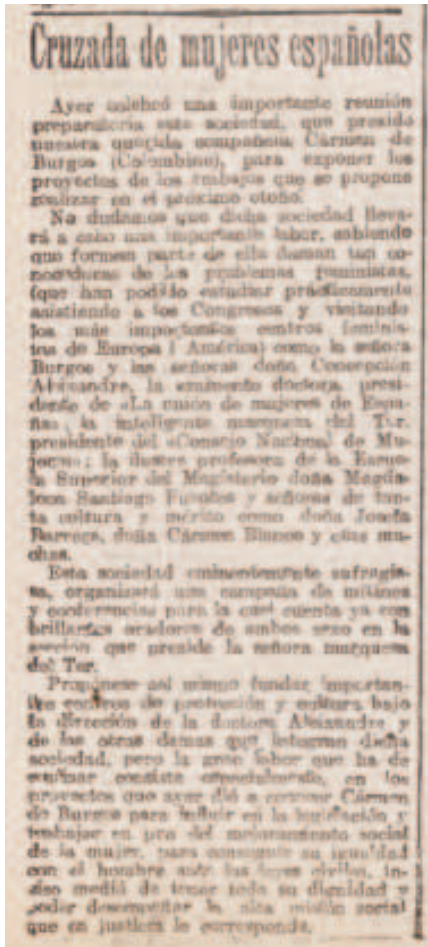 Cruzada de mujeres españolas
Ayer celebró una importante reunión
preparatoria esta sociedad, que preside
nuestra querida compañera Cármen de
Burgos (Colombine), para exponer los
proyectos de los trabajos que se propone
realizar en el próximo otoño.
No dudamos que dicha sociedad lleva-
rá a cabo una importante labor, sabiendo
que forman parte de ella damas tan co-
nocedoras de los problemas feministas,
(que han podido estudiar prácticamente
asistiendo a los Congresos y visitando
los más importantes centros feminis-
tas de Europa i América) como la señora
Burgos y las señoras doña Concepción
Aleixandre, la eminente doctora, presi-
dente de «La unión de mujeres de Espa-
ña», la inteligente marquesa del Ter,
presidente del «Consejo Nacional de Mu-
jeres»; la ilustre profesora de la Escue-
la Superior del Magisterio doña Magda-
lena Santiago Fuentes y señoras de tan-
ta cultura y mérito como doña Josefa
Barroga, doña Cármen Blanco y otras mu-
chas.
Esta sociedad eminentemente sufragis-
ta, organizará una campaña de mítines
y conferencias para la cual cuenta ya con
brillantes oradores de ambos sexo en la
sección que preside la señora marquesa
del Ter.
Propónese así mismo fundar importan-
tes centros de protección y cultura bajo
la dirección de la doctora Aleixandre y
de las otras damas que integran dicha
sociedad, pero la gran labor que ha de
realizar consiste especialmente, en los
proyectos que ayer dió a conocer Cármen
de Burgos para influir en la legislación y
trabajar en pro del mejoramiento social
de la mujer, para conseguir su igualdad
con el hombre ante las leyes civiles,
medio de tener toda su dignidad y
poder desempeñar la alta misión social
que en justicia le corresponde.